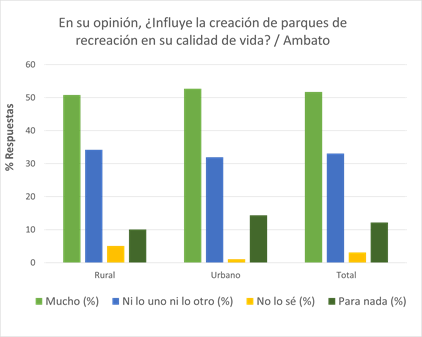 En su opinión, ¿Influye la creación de parques de
recreación en su calidad de vida? / Ambato
% Respuestas
60
50
40
30
20
10
0
Rural Urbano Total
Mucho (%) Ni lo uno ni lo otro (%) No lo sé (%) Para nada (%)